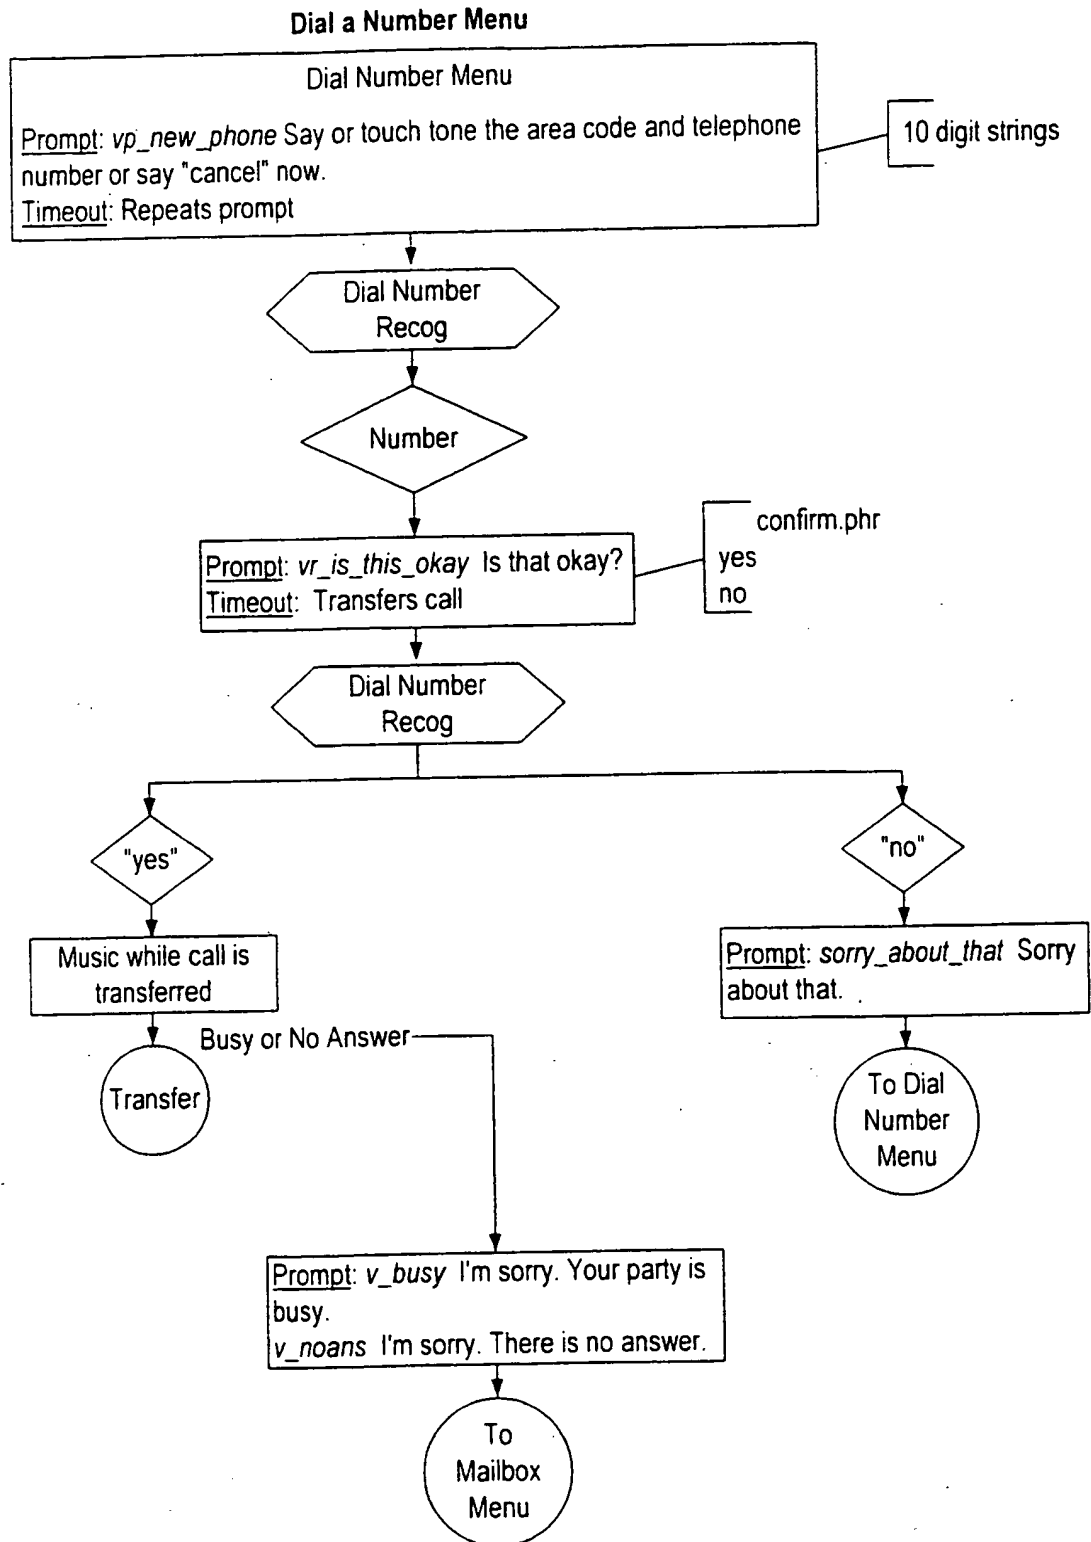 Dial a Number Menu
Dial Number Menu
Prompt: vp_new_phone Say or touch tone the area code and telephone
number or say "cancel" now.
Timeout: Repeats prompt
10 digit strings
Dial Number
Recog
Number
Prompt: vr_is_this_okay Is that okay?
Timeout: Transfers call
confirm.phr
yes
no
Dial Number
Recog
"yes"
"no"
Music while call is
transferred
Prompt: sorry_about_that Sorry
about that.
Busy or No Answer
Transfer
To Dial
Number
Menu
Prompt: v_busy I'm sorry. Your party is
busy.
v_noans I'm sorry. There is no answer.
To
Mailbox
Menu